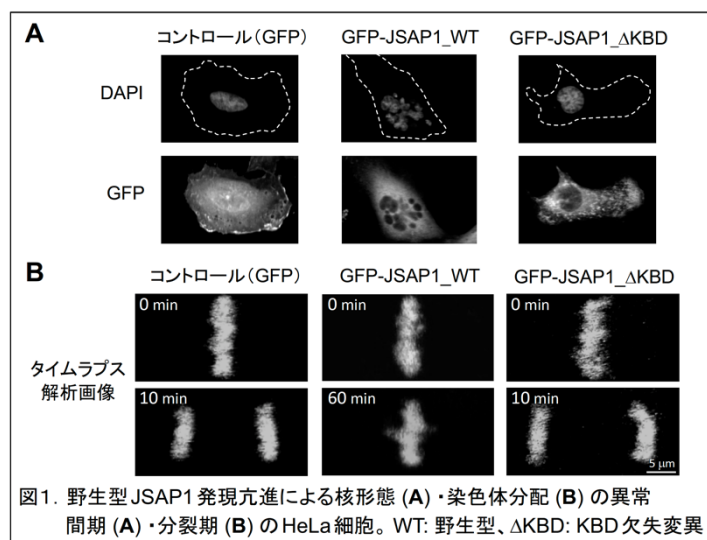 A
コントロール(GFP) GFP-JSAP1_WT GFP-JSAP1_ΔKBD
DAPI
GFP
B
コントロール(GFP) GFP-JSAP1_WT GFP-JSAP1_ΔKBD
タイムラプス
解析画像
0 min 0 min 0 min
10 min 60 min 10 min
5 μm
図1. 野生型JSAP1発現亢進による核形態 (A)・染色体分配 (B) の異常
間期 (A)・分裂期 (B) のHeLa細胞。WT: 野生型、ΔKBD: KBD欠失変異